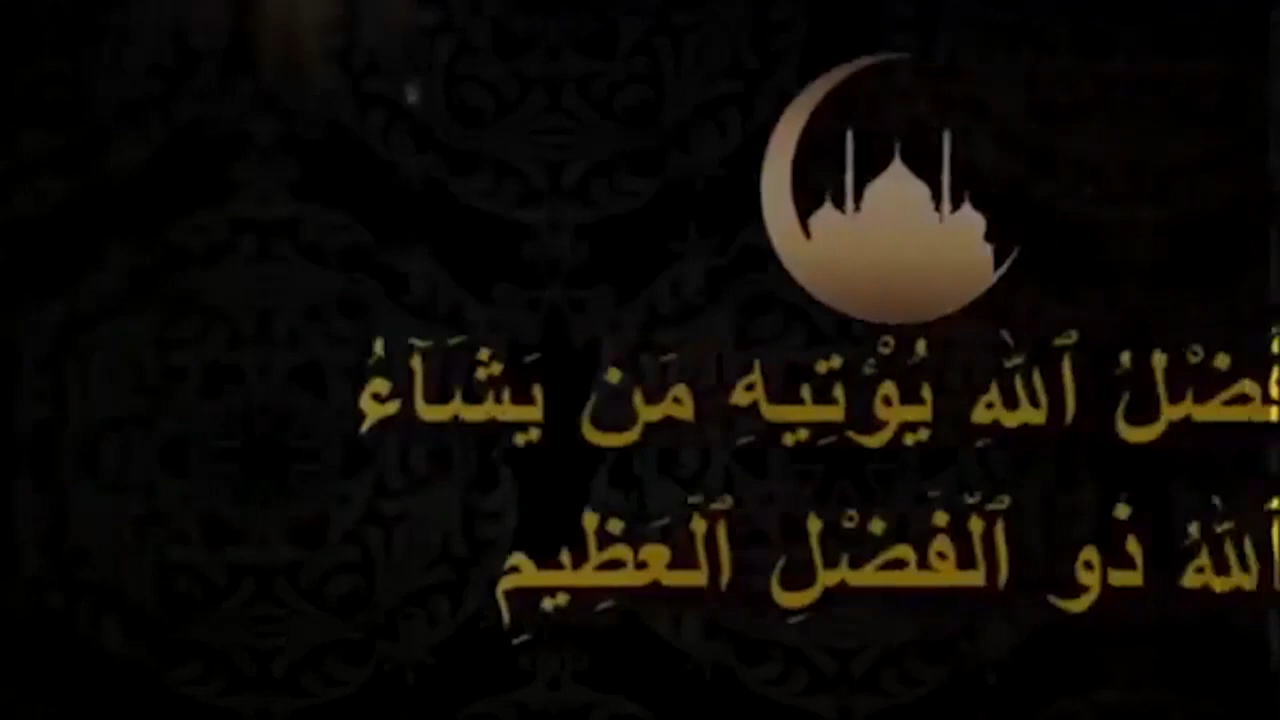 فَضْلُ ٱللَّهِ يُؤْتِيهِ مَن يَشَآءُ
ٱللَّهُ ذُو ٱلْفَضْلِ ٱلْعَظِيمِ